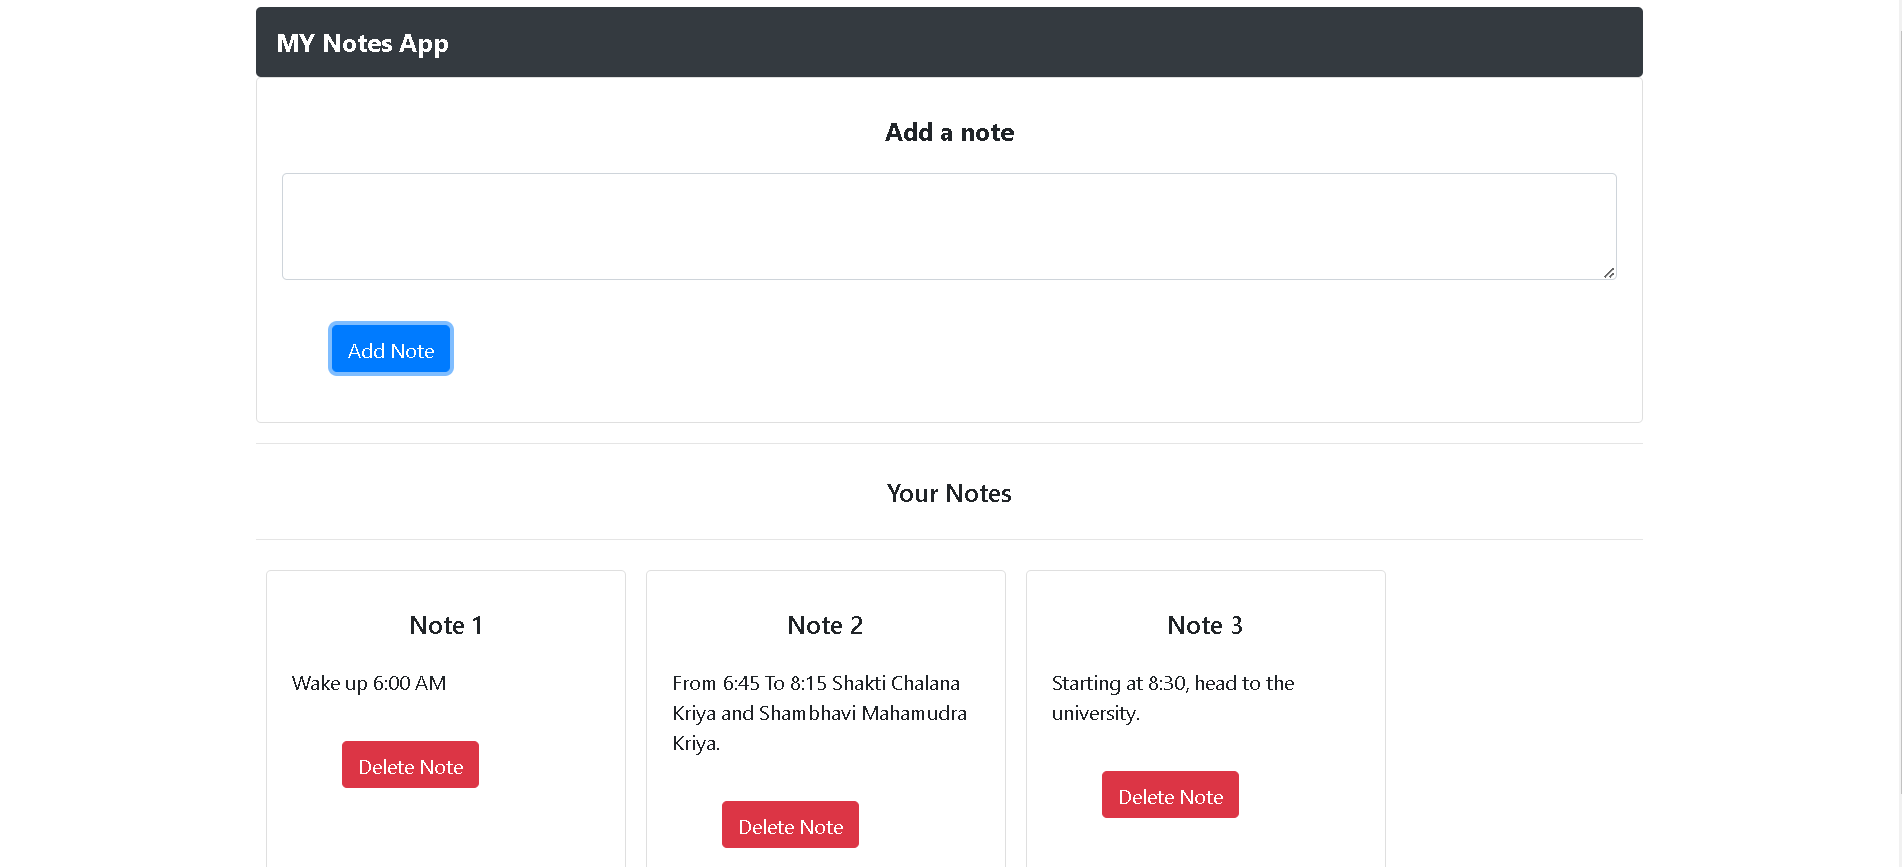 MY Notes App
Add a note
Add Note
Your Notes
Note 1
Wake up 6:00 AM
Delete Note
Note 2
From 6:45 To 8:15 Shakti Chalana
Kriya and Shambhavi Mahamudra
Kriya.
Delete Note
Note 3
Starting at 8:30, head to the
university.
Delete Note